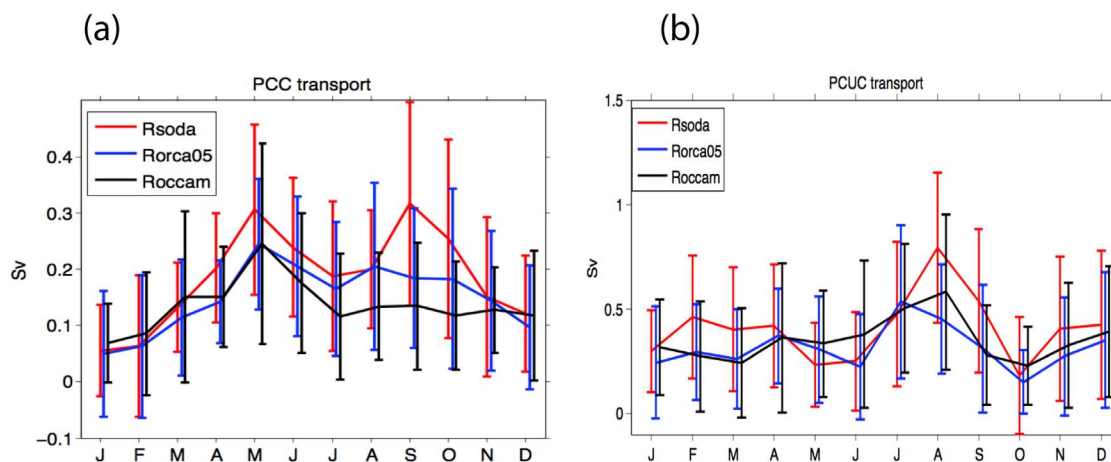 (a)
PCC transport
Rsoda
Rorca05
Roccam
Sv
0.4
0.3
0.2
0.1
0
−0.1
J F M A M J J A S O N D
(b)
PCUC transport
Rsoda
Rorca05
Roccam
Sv
1.5
1
0.5
0
J F M A M J J A S O N D